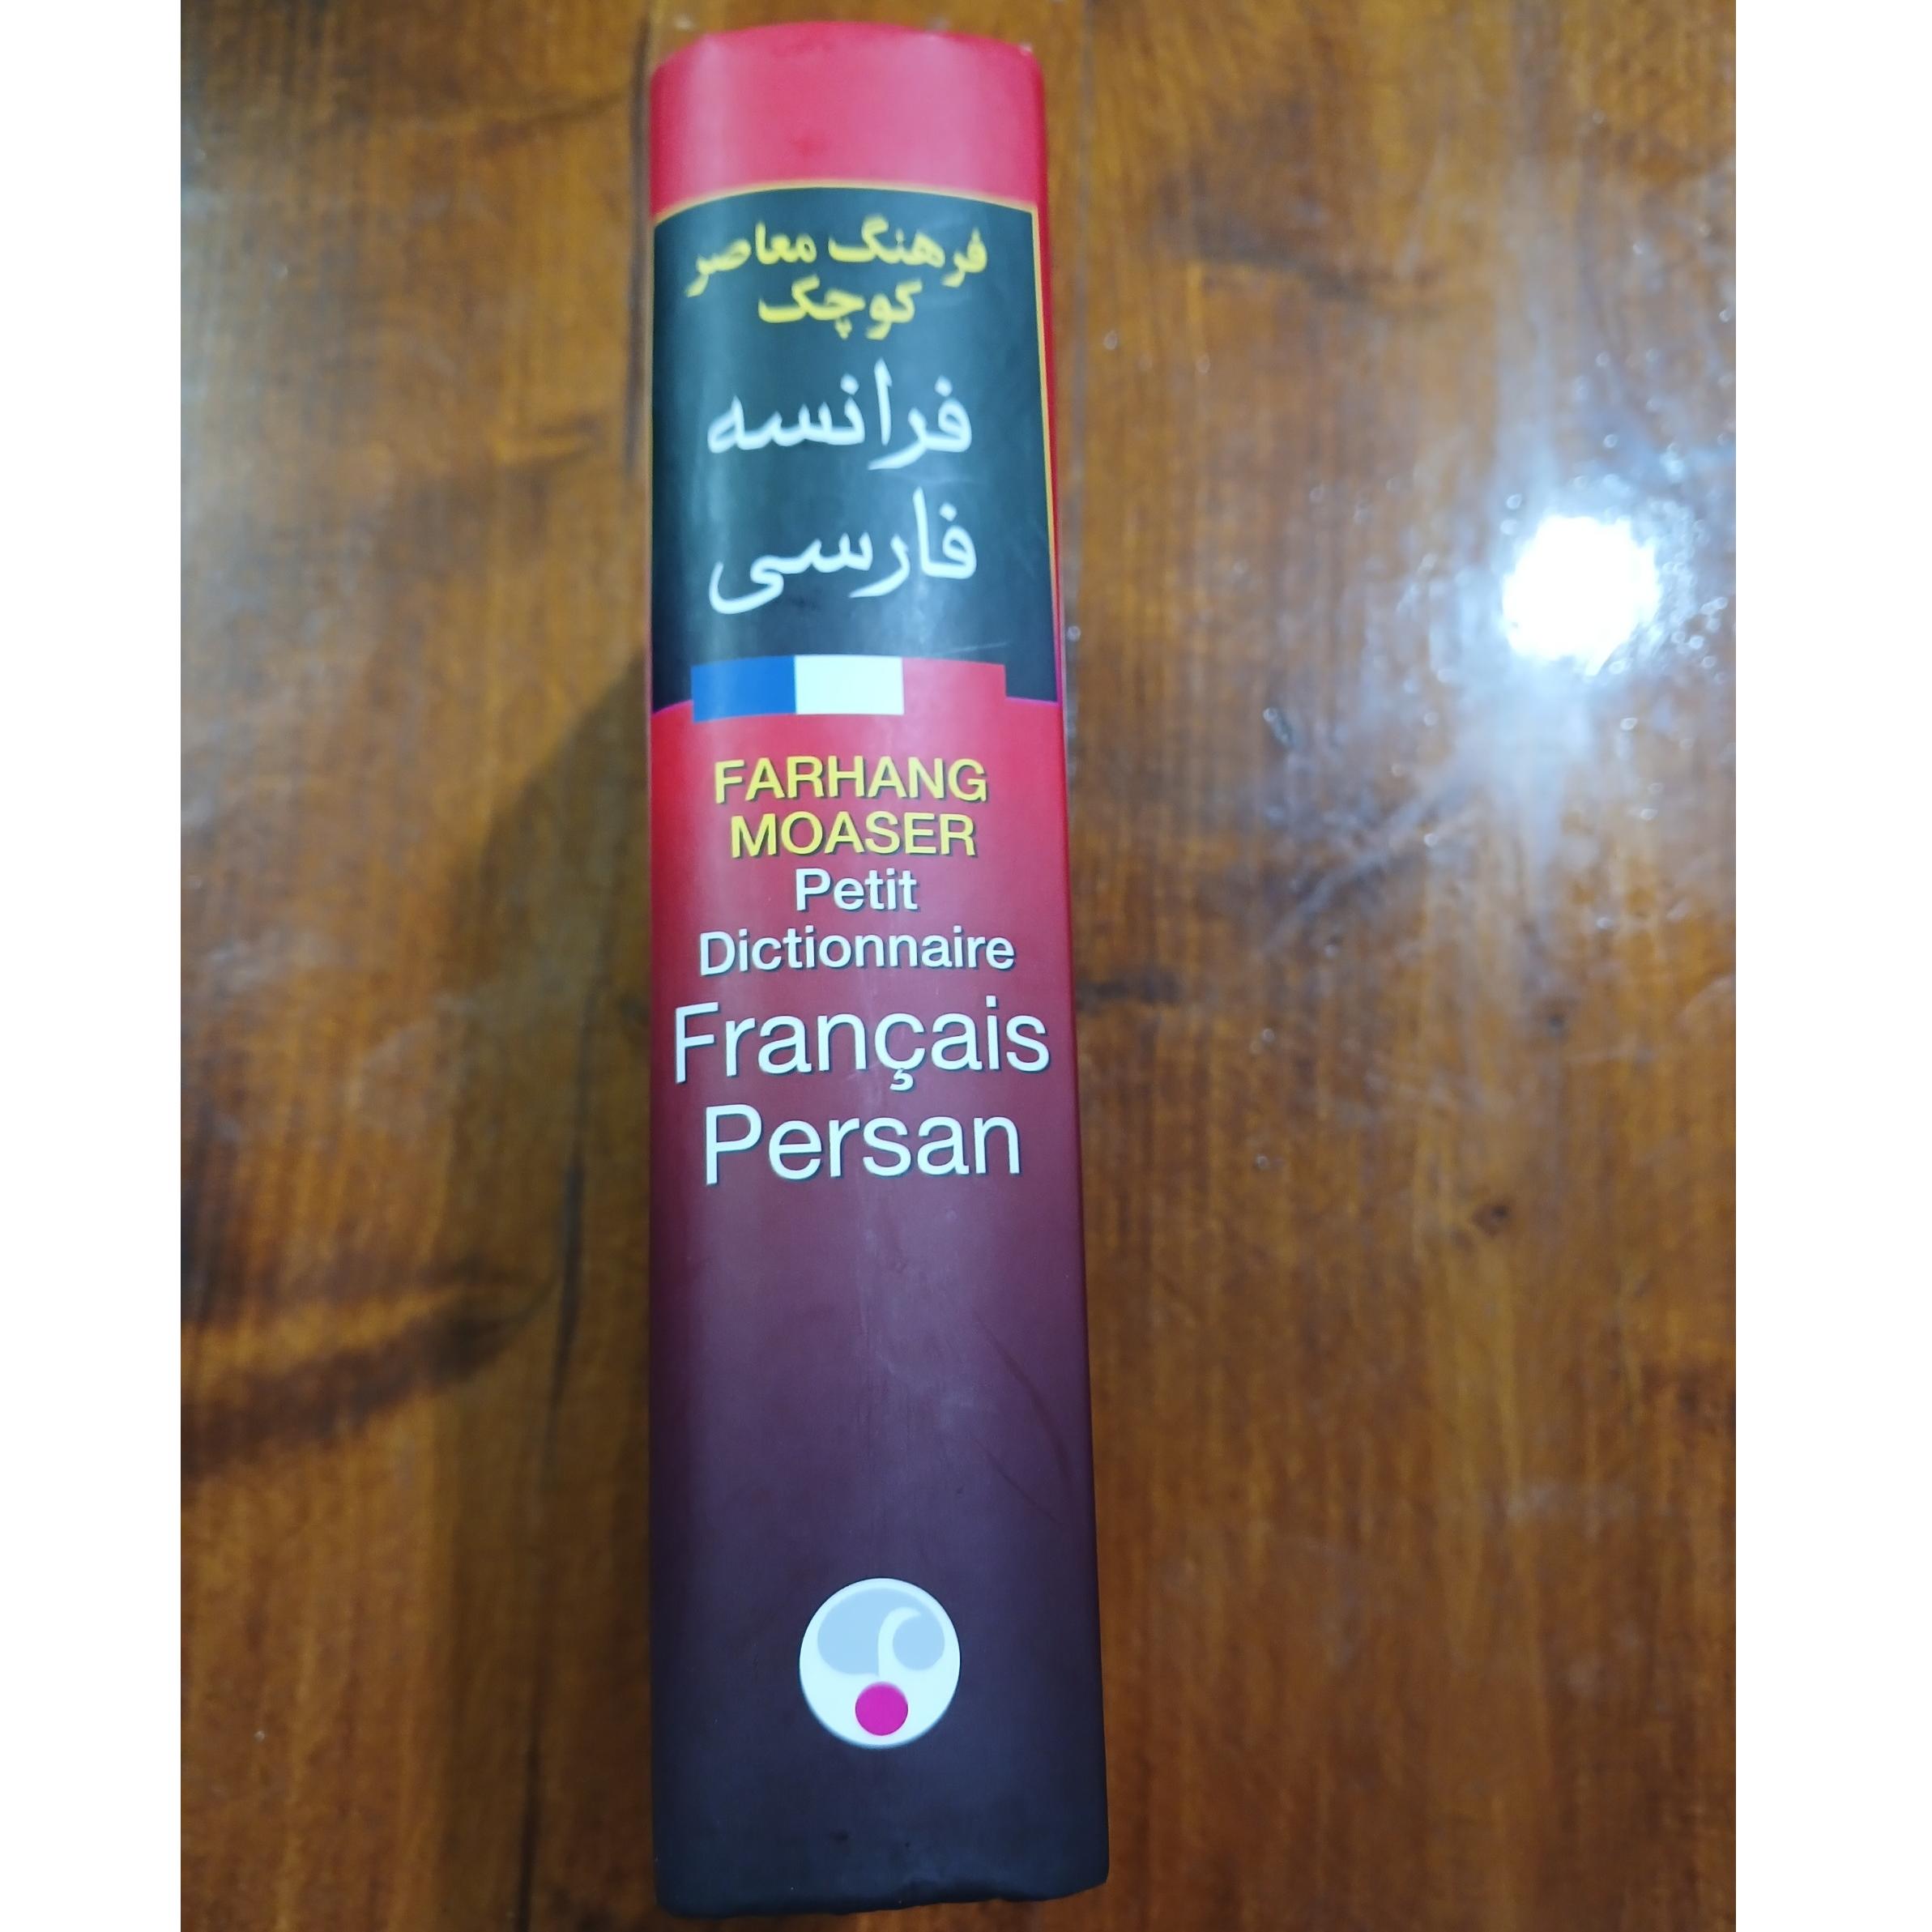 فرهنگ معاصر
کوچک
فرانسه
فارسی
FARHANG
MOASER
Petit
Dictionnaire
Français
Persan